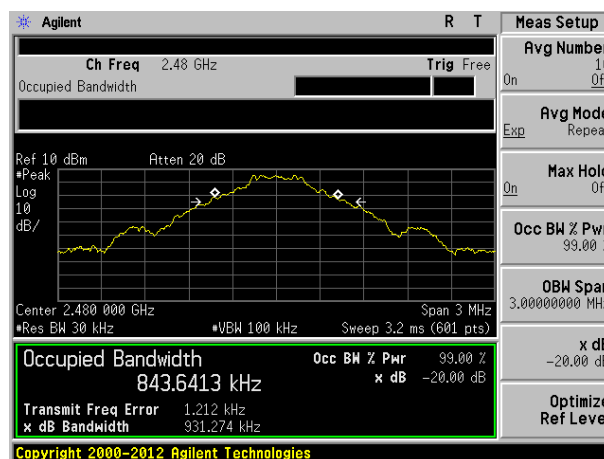 Agilent R T
Ch Freq 2.48 GHz Trig Free
Occupied Bandwidth
Ref 10 dBm Atten 20 dB
#Peak
Log
10
dB/
Center 2.480 000 GHz Span 3 MHz
#Res BW 30 kHz #VBW 100 kHz Sweep 3.2 ms (601 pts)
Occupied Bandwidth
843.6413 kHz
Occ BW % Pwr 99.00 %
x dB -20.00 dB
Transmit Freq Error 1.212 kHz
x dB Bandwidth 931.274 kHz
Copyright 2000-2012 Agilent Technologies
Meas Setup
Avg Number
On
Avg Mode
Exp
Max Hold
On
Occ BW % Pwr
99.00
OBW Span
3.00000000
x dB
-20.00
Optimize
Ref Level